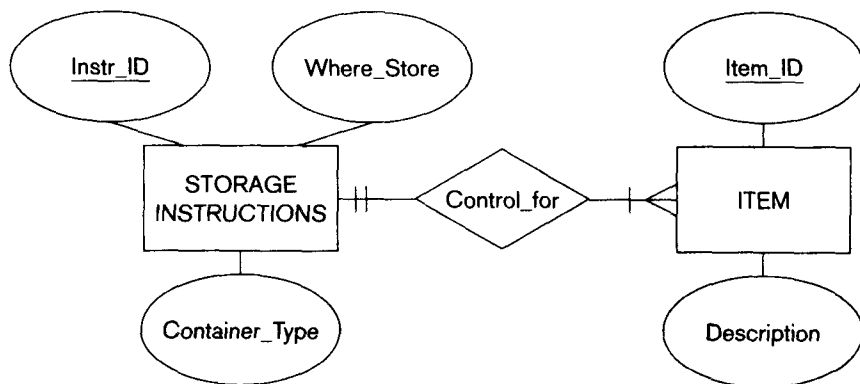 Instr_ID
Where_Store
Item_ID
STORAGE
INSTRUCTIONS
Control_for
ITEM
Container_Type
Description